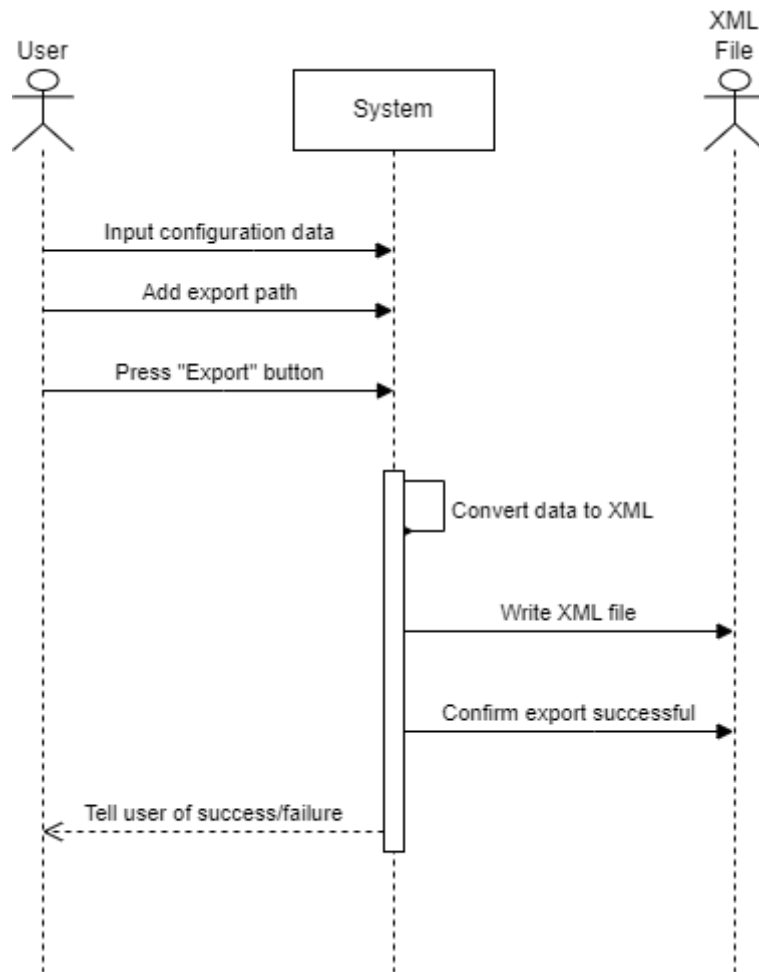 User
System
XML
File
Input configuration data
Add export path
Press "Export" button
Convert data to XML
Write XML file
Confirm export successful
Tell user of success/failure